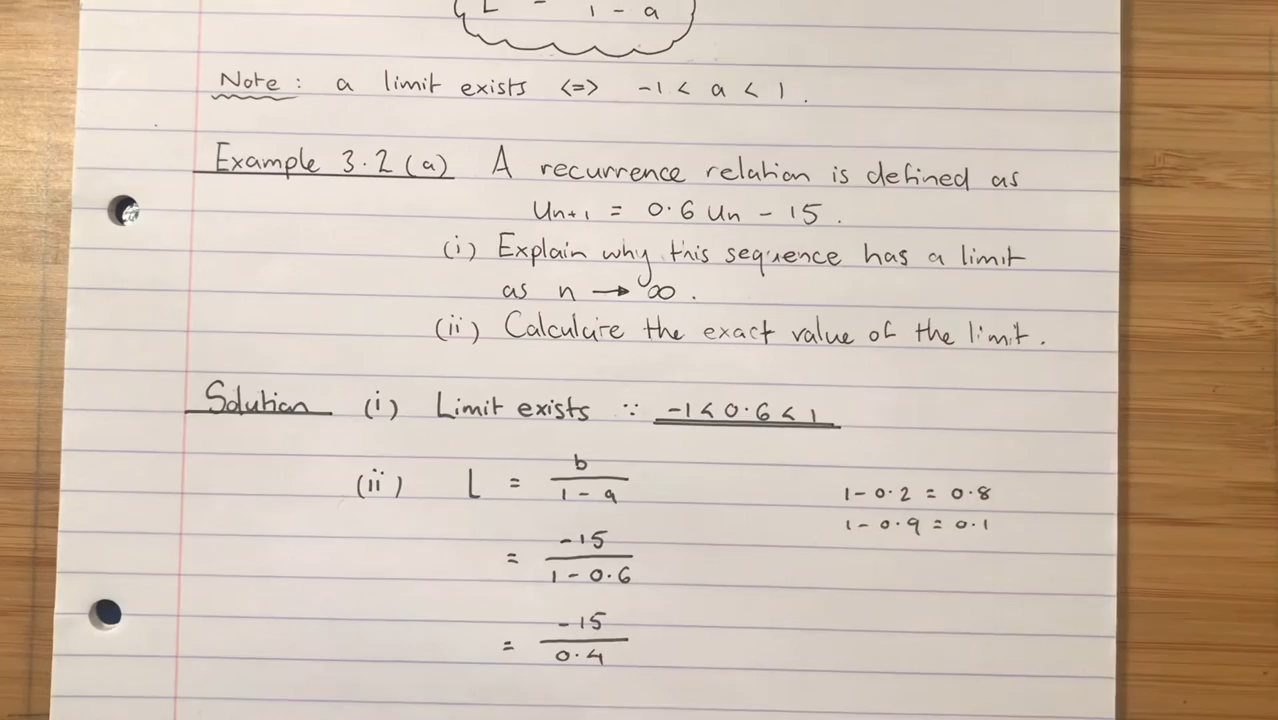 L = 1 - a
Note: a limit exists <=> -1 < a < 1.
Example 3.2 (a) A recurrence relation is defined as
Un+1 = 0.6 Un - 15.
(i) Explain why this sequence has a limit
as n → ∞.
(ii) Calculate the exact value of the limit.
Solution (i) Limit exists ∵ -1 < 0.6 < 1
(ii) L = b / 1 - a
= -15 / 1 - 0.6
= -15 / 0.4
1 - 0.2 = 0.8
1 - 0.9 = 0.1